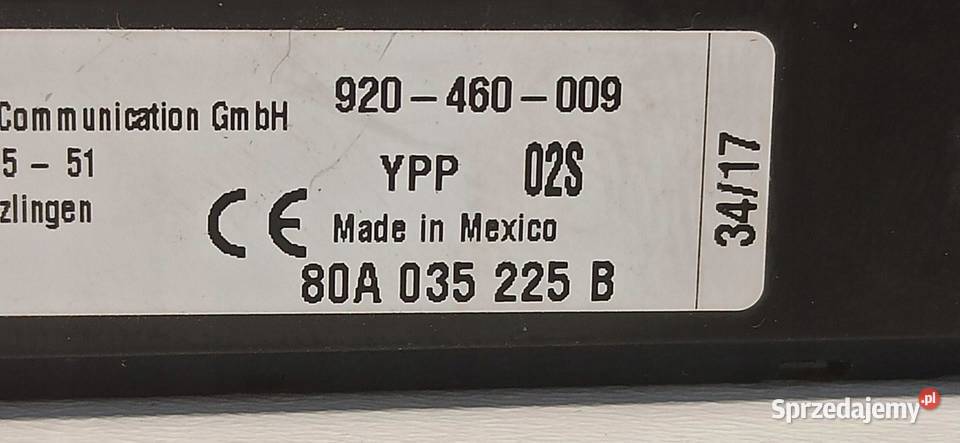 920-460-009
Communication GmbH
5 - 51
YPP 02S
zlingen
CE Made in Mexico
80A 035 225 B
34/17
Sprzedajemy.pl